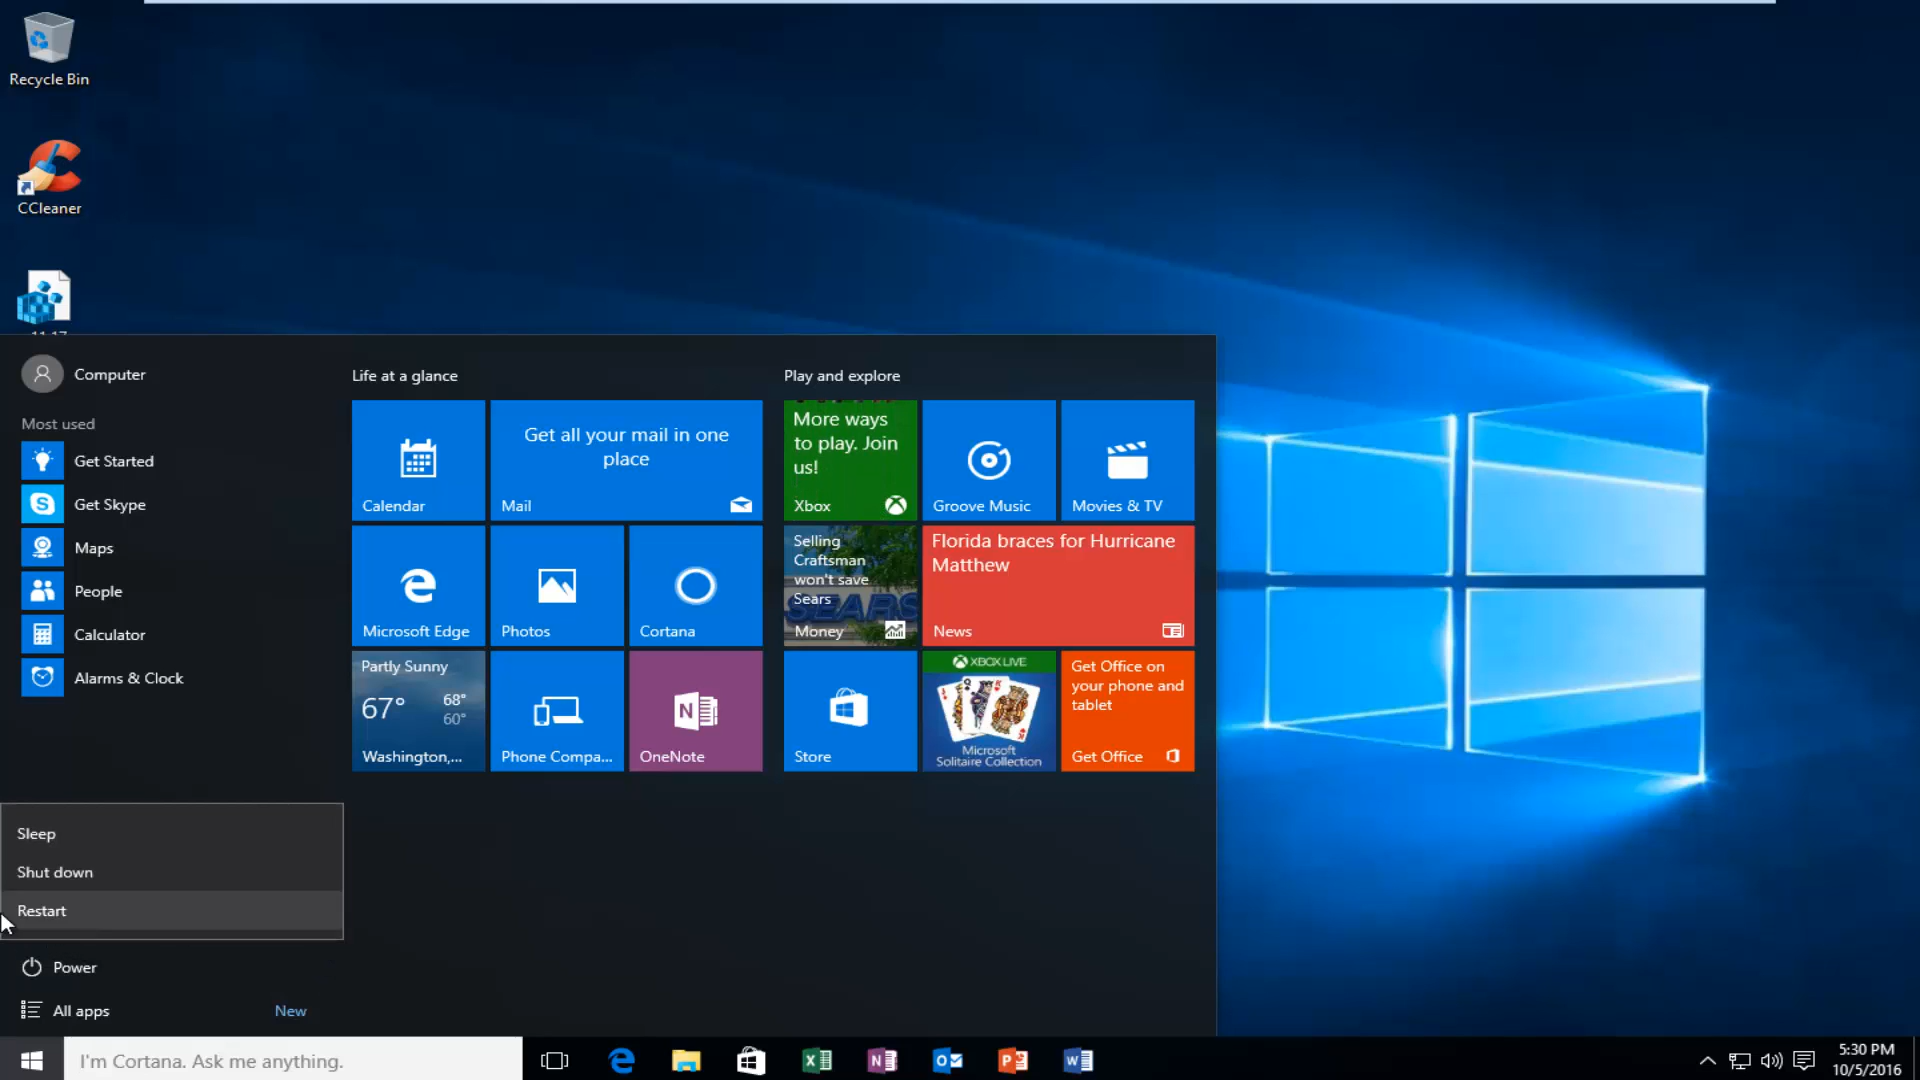 Recycle Bin
CCleaner
Computer
Most used
Get Started
Get Skype
Maps
People
Calculator
Alarms & Clock
Sleep
Shut down
Restart
Power
All apps
New
Life at a glance
Calendar
Get all your mail in one
place
Mail
Microsoft Edge
Photos
Cortana
Partly Sunny
67°
68°
60°
Washington,...
Phone Compa...
OneNote
Play and explore
More ways
to play. Join
us!
Xbox
Groove Music
Movies & TV
Selling
Craftsman
won't save
Sears
SEARS
Money
Florida braces for Hurricane
Matthew
News
Store
XBOX LIVE
Microsoft
Solitaire Collection
Get Office on
your phone and
tablet
Get Office
I'm Cortana. Ask me anything.
5:30 PM
10/5/2016